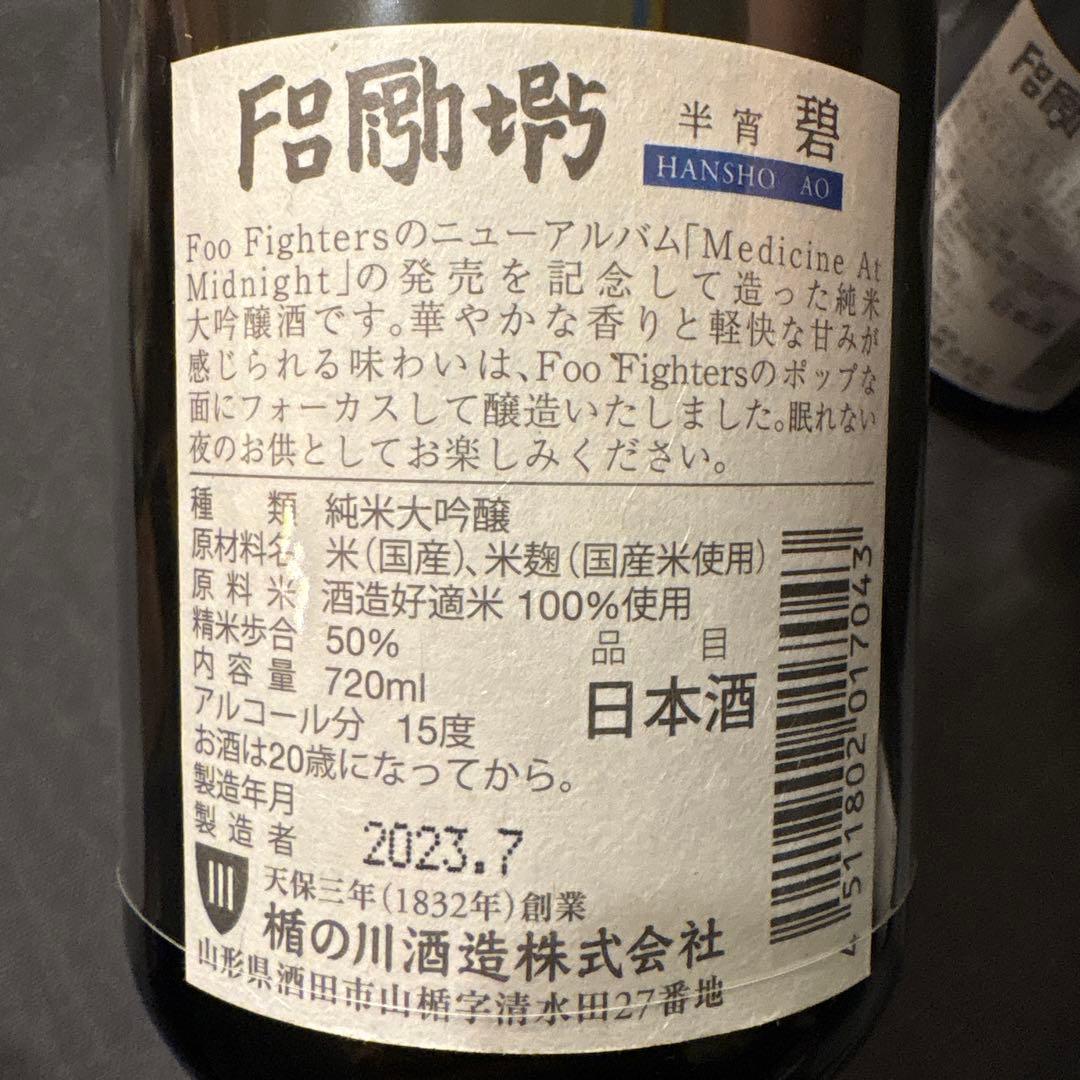 半宵 碧
HANSHO AO
Foo Fightersのニューアルバム「Medicine At
Midnight」の発売を記念して造った純米
大吟醸酒です。華やかな香りと軽快な甘みが
感じられる味わいは、Foo Fightersのポップな
面にフォーカスして醸造いたしました。眠れない
夜のお供としてお楽しみください。
種類 純米大吟醸
原材料名 米(国産)、米麹(国産米使用)
原料米 酒造好適米 100%使用
精米歩合 50%
内容量 720ml
品目
日本酒
アルコール分 15度
お酒は20歳になってから。
製造年月
2023.7
製造者
天保三年(1832年)創業
楯の川酒造株式会社
山形県酒田市山楯字清水田27番地
4 511802 017043